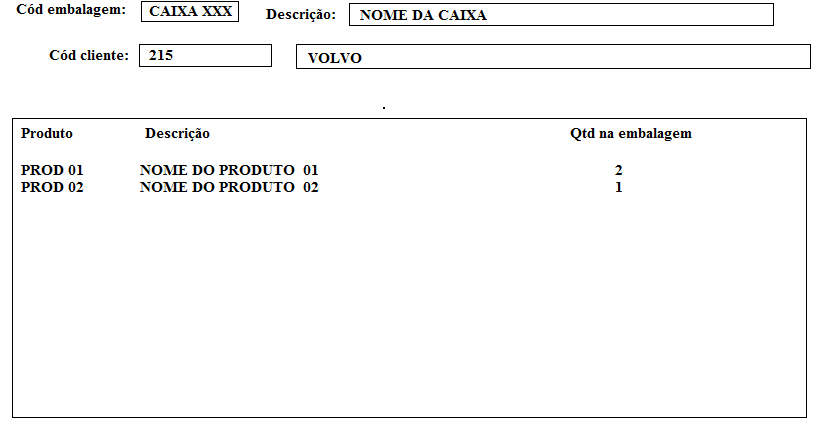 Cód embalagem: CAIXA XXX Descrição: NOME DA CAIXA
Cód cliente: 215 VOLVO
.
Produto Descrição Qtd na embalagem
PROD 01 NOME DO PRODUTO 01 2
PROD 02 NOME DO PRODUTO 02 1